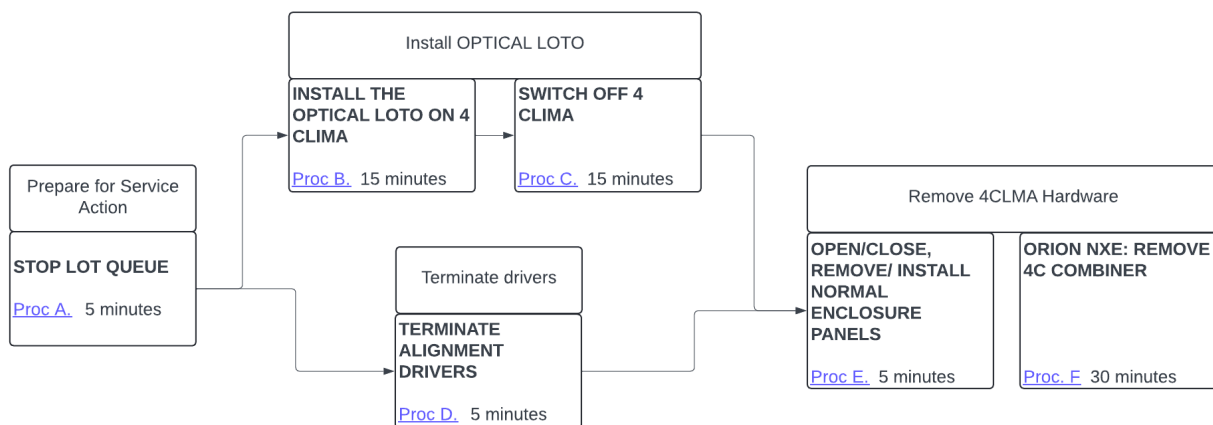 Install OPTICAL LOTO
INSTALL THE
OPTICAL LOTO ON 4
CLIMA
Proc B. 15 minutes
SWITCH OFF 4
CLIMA
Proc C. 15 minutes
Prepare for Service
Action
STOP LOT QUEUE
Proc A. 5 minutes
Terminate drivers
TERMINATE
ALIGNMENT
DRIVERS
Proc D. 5 minutes
Remove 4CLMA Hardware
OPEN/CLOSE,
REMOVE/ INSTALL
NORMAL
ENCLOSURE
PANELS
Proc E. 5 minutes
ORION NXE: REMOVE
4C COMBINER
Proc. F 30 minutes